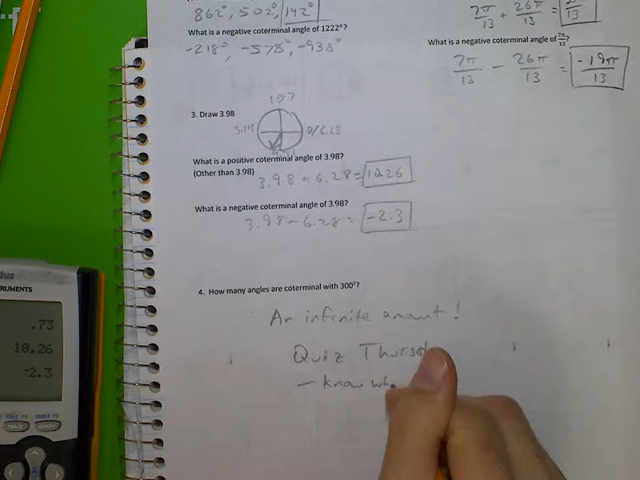 862°, 502°, 142°
What is a negative coterminal angle of 1222°?
-218°, -578°, -938°
7π/13 + 26π/13 =
13
What is a negative coterminal angle of
7π/13 - 26π/13 = -19π/13
3. Draw 3.98
1.57
3.14
0/6.28
What is a positive coterminal angle of 3.98?
(Other than 3.98)
3.98 + 6.28 = 10.26
What is a negative coterminal angle of 3.98?
3.98 - 6.28 = -2.3
4. How many angles are coterminal with 300°?
An infinite amount!
Quiz Thursd
- know wh
.73
10.26
-2.3